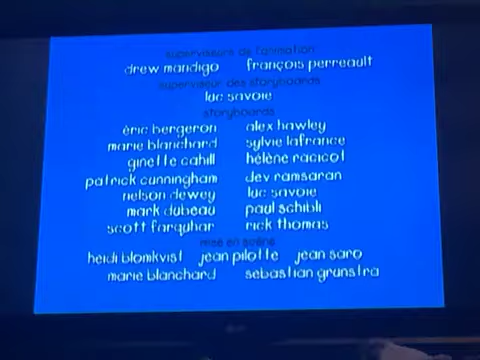 superviseurs de l'animation
drew mandigo françois perreault
superviseur des storyboards
luc savoie
storyboards
éric bergeron alex hawley
marie blanchard sylvie lafrance
ginette cahill hélène racicot
patrick cunningham dev ramsaran
nelson dewey luc savoie
mark dubeau paul schibli
scott farquhar rick thomas
mise en scène
heidi blomkvist jean pilotte jean saro
marie blanchard sebastian grunstra